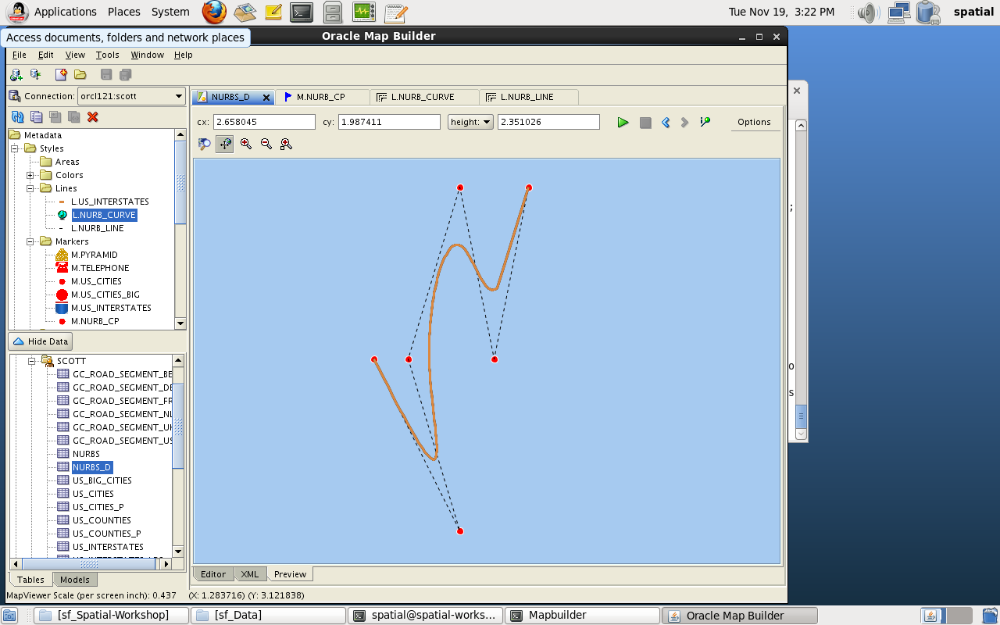 Applications Places System
Tue Nov 19, 3:22 PM
spatial
Access documents, folders and network places
Oracle Map Builder
File Edit View Tools Window Help
Connection: orcl121:scott
NURBS_D
M.NURB_CP
L.NURB_CURVE
L.NURB_LINE
cx: 2.658045 cy: 1.987411 height: 2.351026
Options
Metadata
Styles
Areas
Colors
Lines
L.US_INTERSTATES
L.NURB_CURVE
L.NURB_LINE
Markers
M.PYRAMID
M.TELEPHONE
M.US_CITIES
M.US_CITIES_BIG
M.US_INTERSTATES
M.NURB_CP
Hide Data
SCOTT
GC_ROAD_SEGMENT_BE
GC_ROAD_SEGMENT_DE
GC_ROAD_SEGMENT_FR
GC_ROAD_SEGMENT_NL
GC_ROAD_SEGMENT_UK
GC_ROAD_SEGMENT_US
NURBS
NURBS_D
US_BIG_CITIES
US_CITIES
US_CITIES_P
US_COUNTIES
US_COUNTIES_P
US_INTERSTATES
Tables Models
Editor XML Preview
MapViewer Scale (per screen inch): 0.437 (X: 1.283716) (Y: 3.121838)
;
o
s
[sf_Spatial-Workshop]
[sf_Data]
spatial@spatial-works...
Mapbuilder
Oracle Map Builder